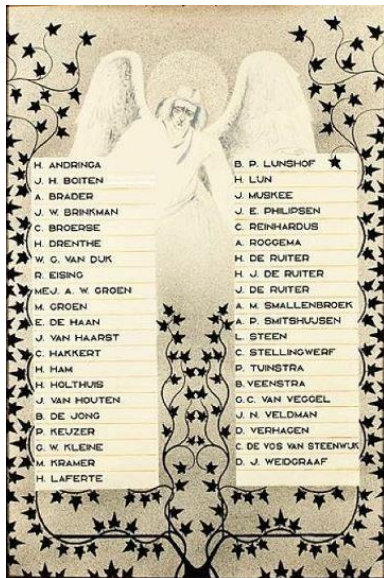 H. ANDRINGA
J. H. BOITEN
A. BRADER
J. W. BRINKMAN
C. BROERSE
H. DRENTHE
W. G. VAN DIJK
R. EISING
MEJ. A. W. GROEN
M. GROEN
E. DE HAAN
J. VAN HAARST
C. HAKKERT
H. HAM
H. HOLTHUIS
J. VAN HOUTEN
B. DE JONG
P. KEIJZER
G. W. KLEINE
M. KRAMER
H. LAFERTE
B. P. LUNSHOF
H. LIJN
J. MUSKEE
J. E. PHILIPSEN
C. REINHARDUS
A. ROGGEMA
H. DE RUITER
H. J. DE RUITER
J. DE RUITER
A. M. SMALLENBROEK
A. P. SMITSHUIJSEN
L. STEEN
C. STELLINGWERF
P. TUINSTRA
B. VEENSTRA
G. C. VAN VEGGEL
J. N. VELDMAN
D. VERHAGEN
C. DE VOS VAN STEENWIJK
D. J. WEIDGRAAF